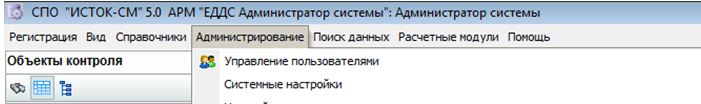 СПО "ИСТОК-СМ" 5.0 АРМ "ЕДДС Администратор системы": Администратор системы
Регистрация Вид Справочники Администрирование Поиск данных Расчетные модули Помощь
Объекты контроля
Управление пользователями
Системные настройки